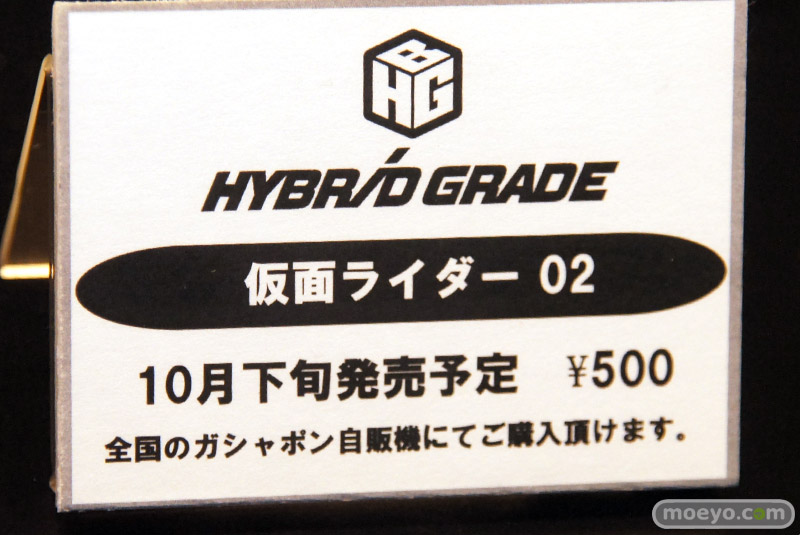 B
HG
HYBRID GRADE
仮面ライダー 02
10月下旬発売予定 ¥500
全国のガシャポン自販機にてご購入頂けます。
moeyo.com